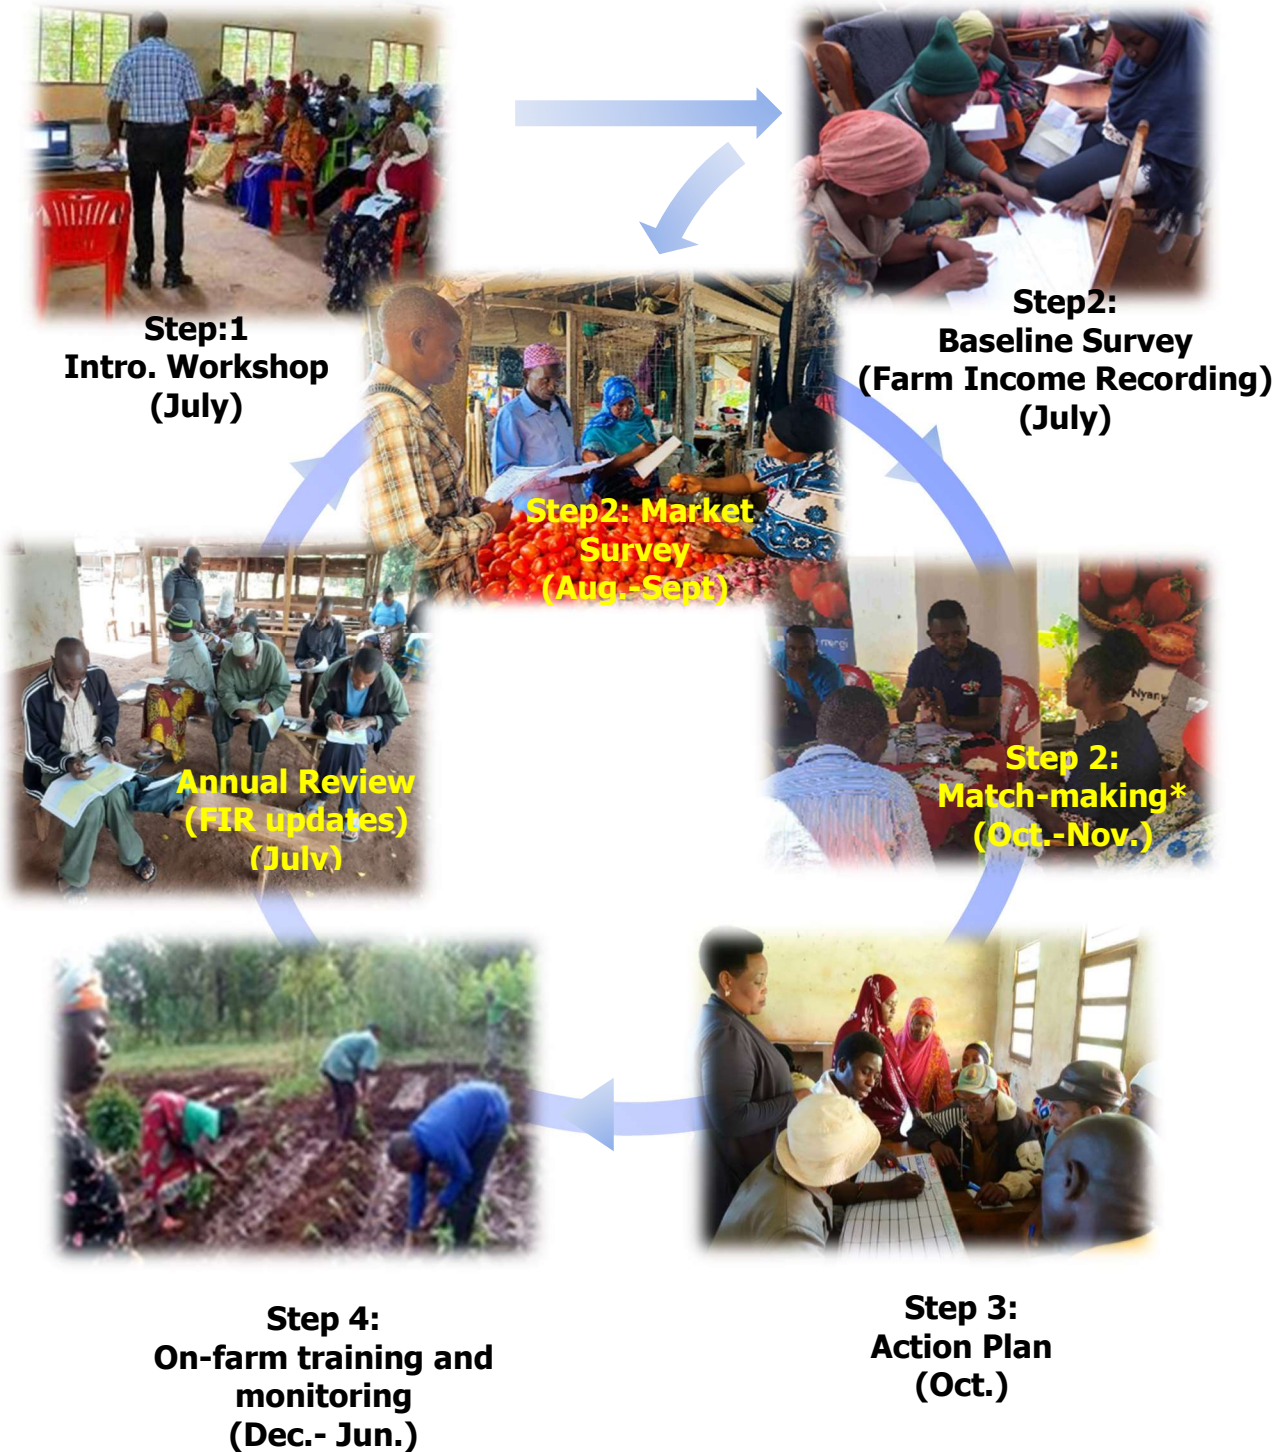 Step:1
Intro. Workshop
(July)
Step2:
Baseline Survey
(Farm Income Recording)
(July)
Step2: Market
Survey
(Aug.-Sept)
Annual Review
(FIR updates)
(July)
Step 2:
Match-making*
(Oct.-Nov.)
Nyany
Step 4:
On-farm training and
monitoring
(Dec.- Jun.)
Step 3:
Action Plan
(Oct.)